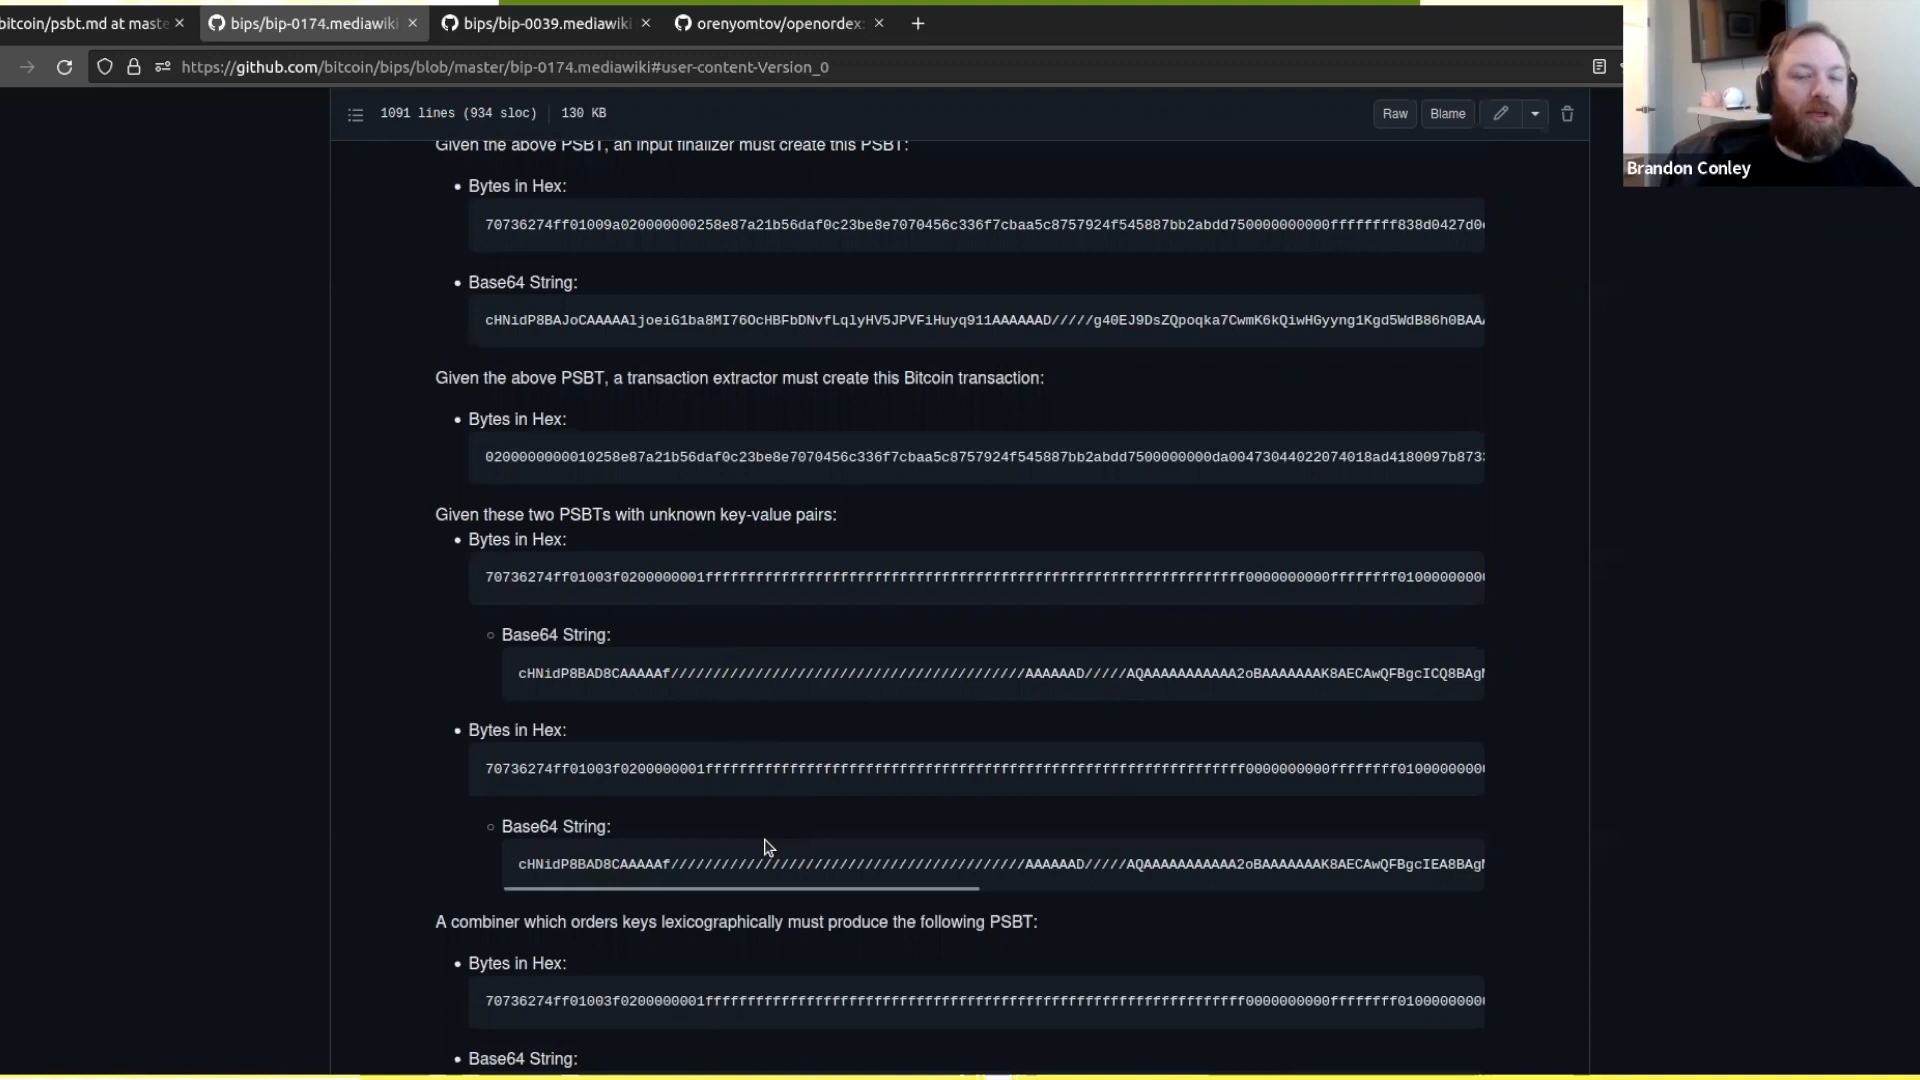 bitcoin/psbt.md at maste
bips/bip-0174.mediawiki
bips/bip-0039.mediawiki
orenyomtov/openordex:
https://github.com/bitcoin/bips/blob/master/bip-0174.mediawiki#user-content-Version_0
1091 lines (934 sloc) 130 KB
Raw Blame
Brandon Conley
Given the above PSBT, an input finalizer must create this PSBT:
• Bytes in Hex:
70736274ff01009a020000000258e87a21b56daf0c23be8e7070456c336f7cbaa5c8757924f545887bb2abdd750000000000ffffffff838d0427d0
• Base64 String:
cHNidP8BAJoCAAAAAljoeiG1ba8MI76OcHBFbDNvfLqlyHV5JPVFiHuyq911AAAAAAD/////g40EJ9DsZQpoqka7CwmK6kQiwHGyyng1Kgd5WdB86h0BAA
Given the above PSBT, a transaction extractor must create this Bitcoin transaction:
• Bytes in Hex:
0200000000010258e87a21b56daf0c23be8e7070456c336f7cbaa5c8757924f545887bb2abdd7500000000da00473044022074018ad4180097b873
Given these two PSBTs with unknown key-value pairs:
• Bytes in Hex:
70736274ff01003f0200000001ffffffffffffffffffffffffffffffffffffffffffffffffffffffffffffffff0000000000ffffffff010000000000
○ Base64 String:
cHNidP8BAD8CAAAAAf//////////////////////////////////////////AAAAAAD/////AQAAAAAAAAAAA2oBAAAAAAAK8AECAwQFBgcICQ8BAg
• Bytes in Hex:
70736274ff01003f0200000001ffffffffffffffffffffffffffffffffffffffffffffffffffffffffffffffff0000000000ffffffff010000000000
○ Base64 String:
cHNidP8BAD8CAAAAAf//////////////////////////////////////////AAAAAAD/////AQAAAAAAAAAAA2oBAAAAAAAK8AECAwQFBgcIEA8BAg
A combiner which orders keys lexicographically must produce the following PSBT:
• Bytes in Hex:
70736274ff01003f0200000001ffffffffffffffffffffffffffffffffffffffffffffffffffffffffffffffff0000000000ffffffff010000000000
• Base64 String: